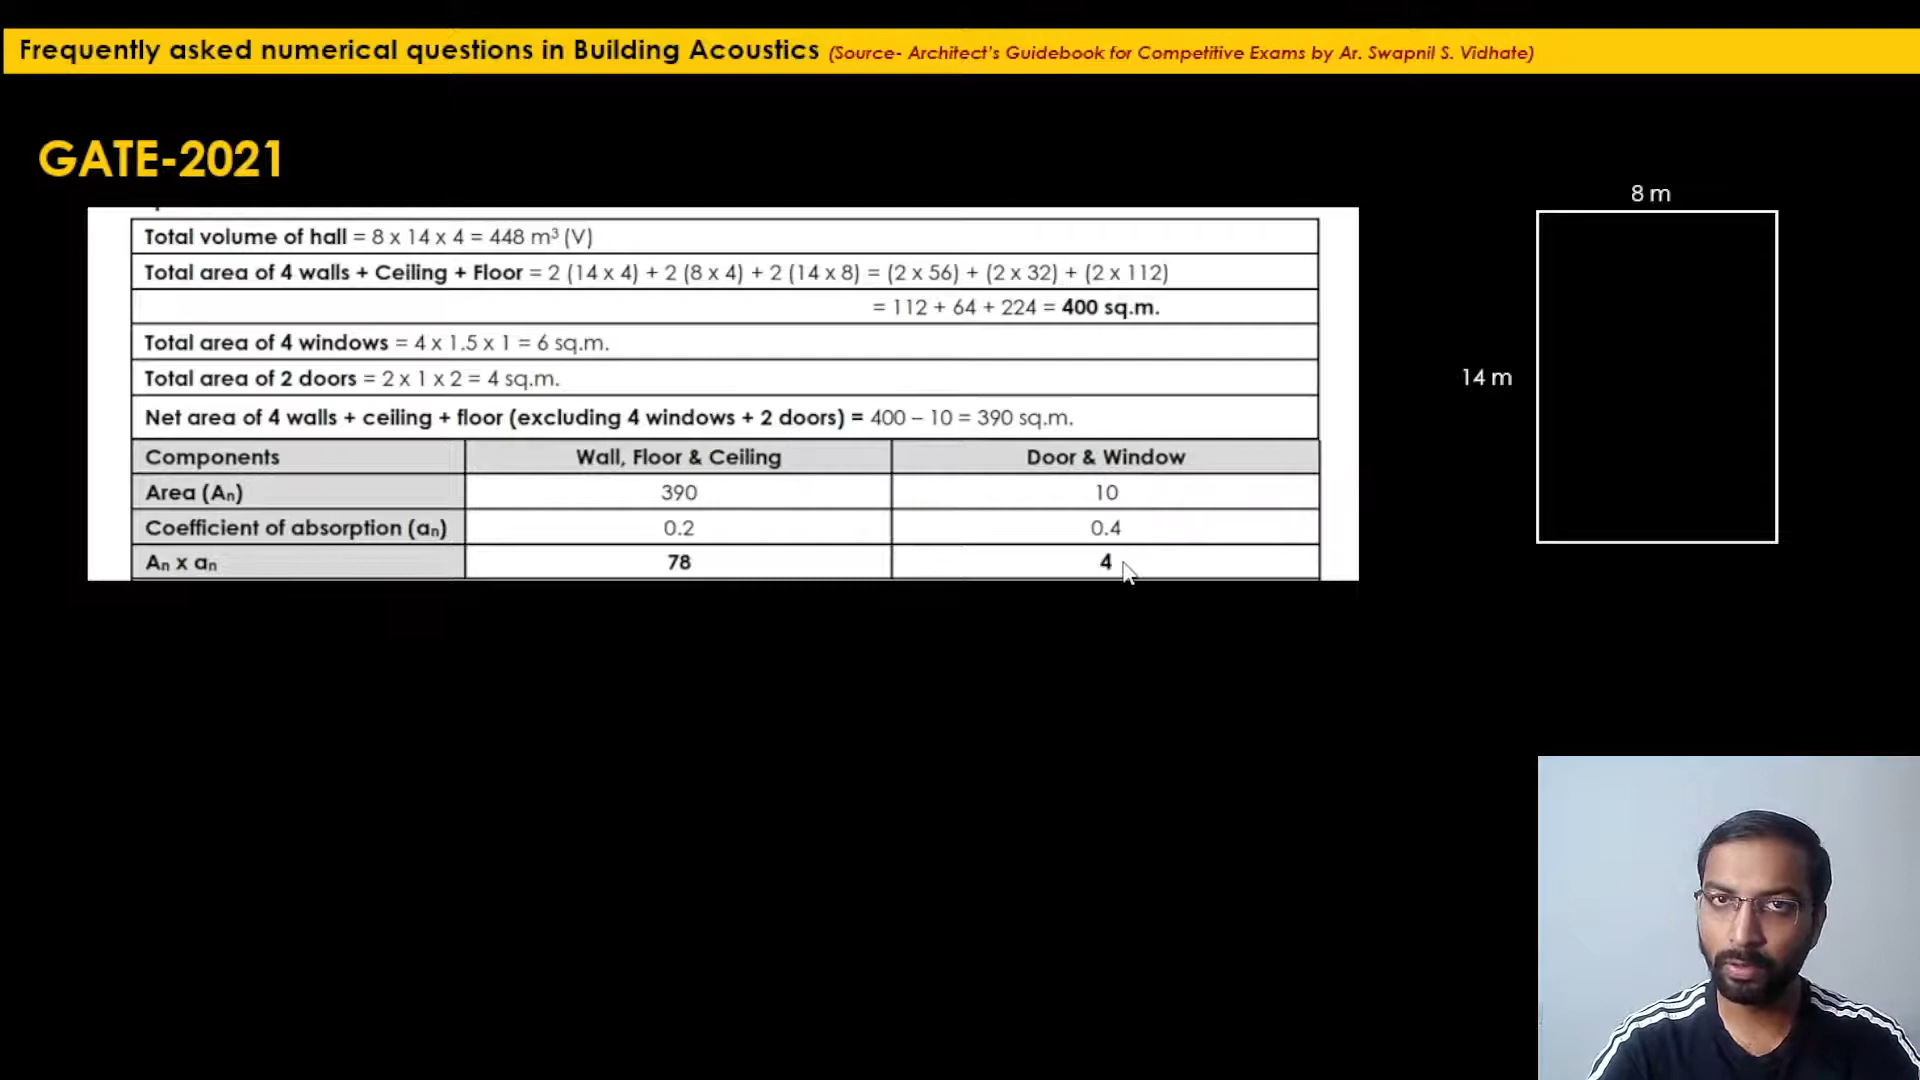 Frequently asked numerical questions in Building Acoustics (Source- Architect's Guidebook for Competitive Exams by Ar. Swapnil S. Vidhate)
GATE-2021
8 m
Total volume of hall = 8 x 14 x 4 = 448 m³ (V)
Total area of 4 walls + Ceiling + Floor = 2 (14 x 4) + 2 (8 x 4) + 2 (14 x 8) = (2 x 56) + (2 x 32) + (2 x 112)
= 112 + 64 + 224 = 400 sq.m.
Total area of 4 windows = 4 x 1.5 x 1 = 6 sq.m.
Total area of 2 doors = 2 x 1 x 2 = 4 sq.m.
14 m
Net area of 4 walls + ceiling + floor (excluding 4 windows + 2 doors) = 400 – 10 = 390 sq.m.
Components Wall, Floor & Ceiling Door & Window
Area (Aₙ) 390 10
Coefficient of absorption (aₙ) 0.2 0.4
Aₙ x aₙ 78 4